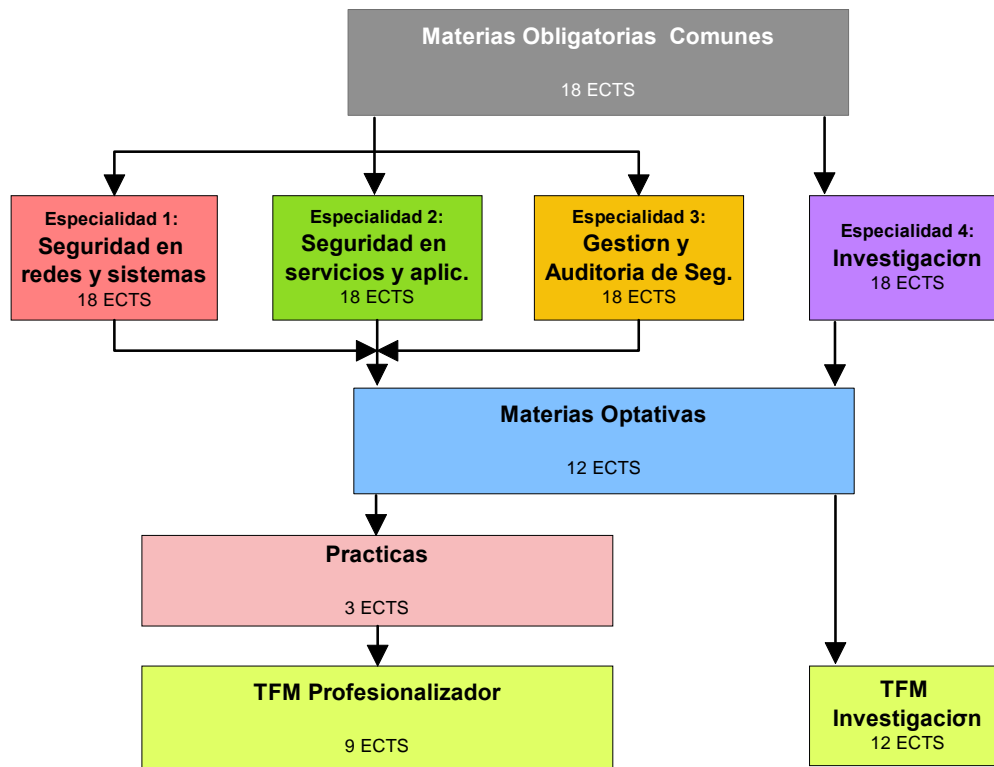 Materias Obligatorias Comunes
18 ECTS
Especialidad 1:
Seguridad en
redes y sistemas
18 ECTS
Especialidad 2:
Seguridad en
servicios y aplic.
18 ECTS
Especialidad 3:
Gestiσn y
Auditoria de Seg.
18 ECTS
Especialidad 4:
Investigaciσn
18 ECTS
Materias Optativas
12 ECTS
Practicas
3 ECTS
TFM Profesionalizador
9 ECTS
TFM
Investigaciσn
12 ECTS